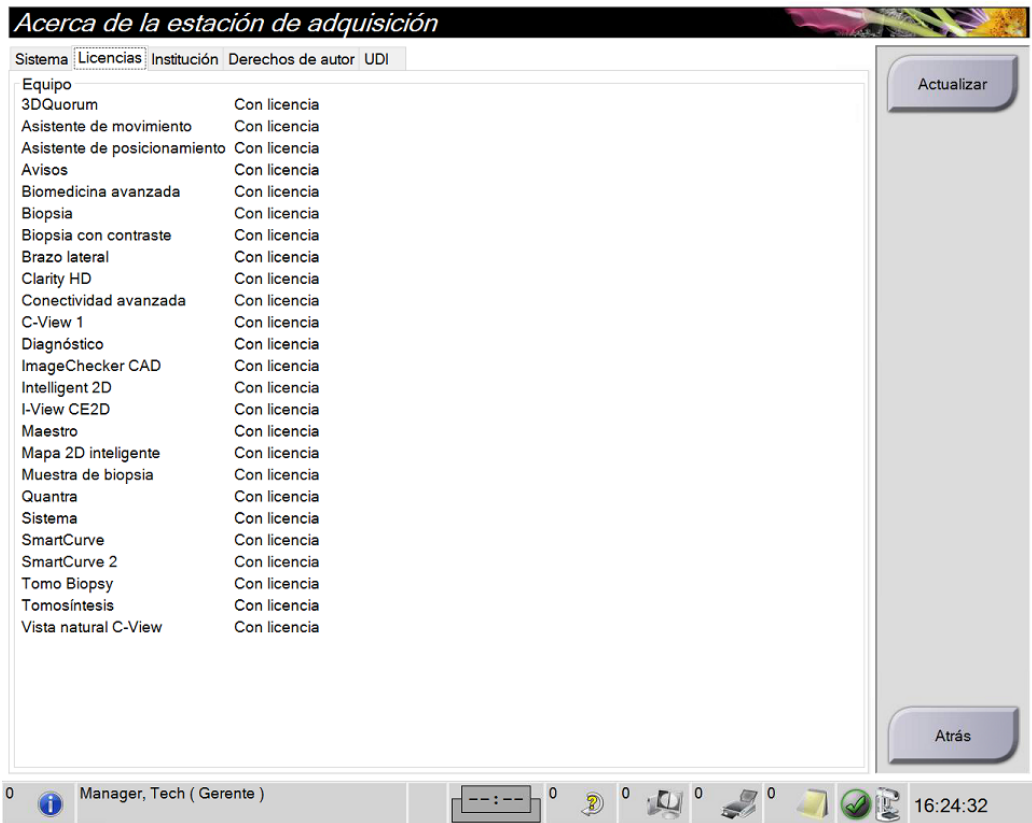 Acerca de la estación de adquisición
Sistema Licencias Institución Derechos de autor UDI
Actualizar
Equipo
3DQuorum Con licencia
Asistente de movimiento Con licencia
Asistente de posicionamiento Con licencia
Avisos Con licencia
Biomedicina avanzada Con licencia
Biopsia Con licencia
Biopsia con contraste Con licencia
Brazo lateral Con licencia
Clarity HD Con licencia
Conectividad avanzada Con licencia
C-View 1 Con licencia
Diagnóstico Con licencia
ImageChecker CAD Con licencia
Intelligent 2D Con licencia
I-View CE2D Con licencia
Maestro Con licencia
Mapa 2D inteligente Con licencia
Muestra de biopsia Con licencia
Quantra Con licencia
Sistema Con licencia
SmartCurve Con licencia
SmartCurve 2 Con licencia
Tomo Biopsy Con licencia
Tomosíntesis Con licencia
Vista natural C-View Con licencia
Atrás
0 Manager, Tech ( Gerente ) --:-- 0 0 0 0 16:24:32